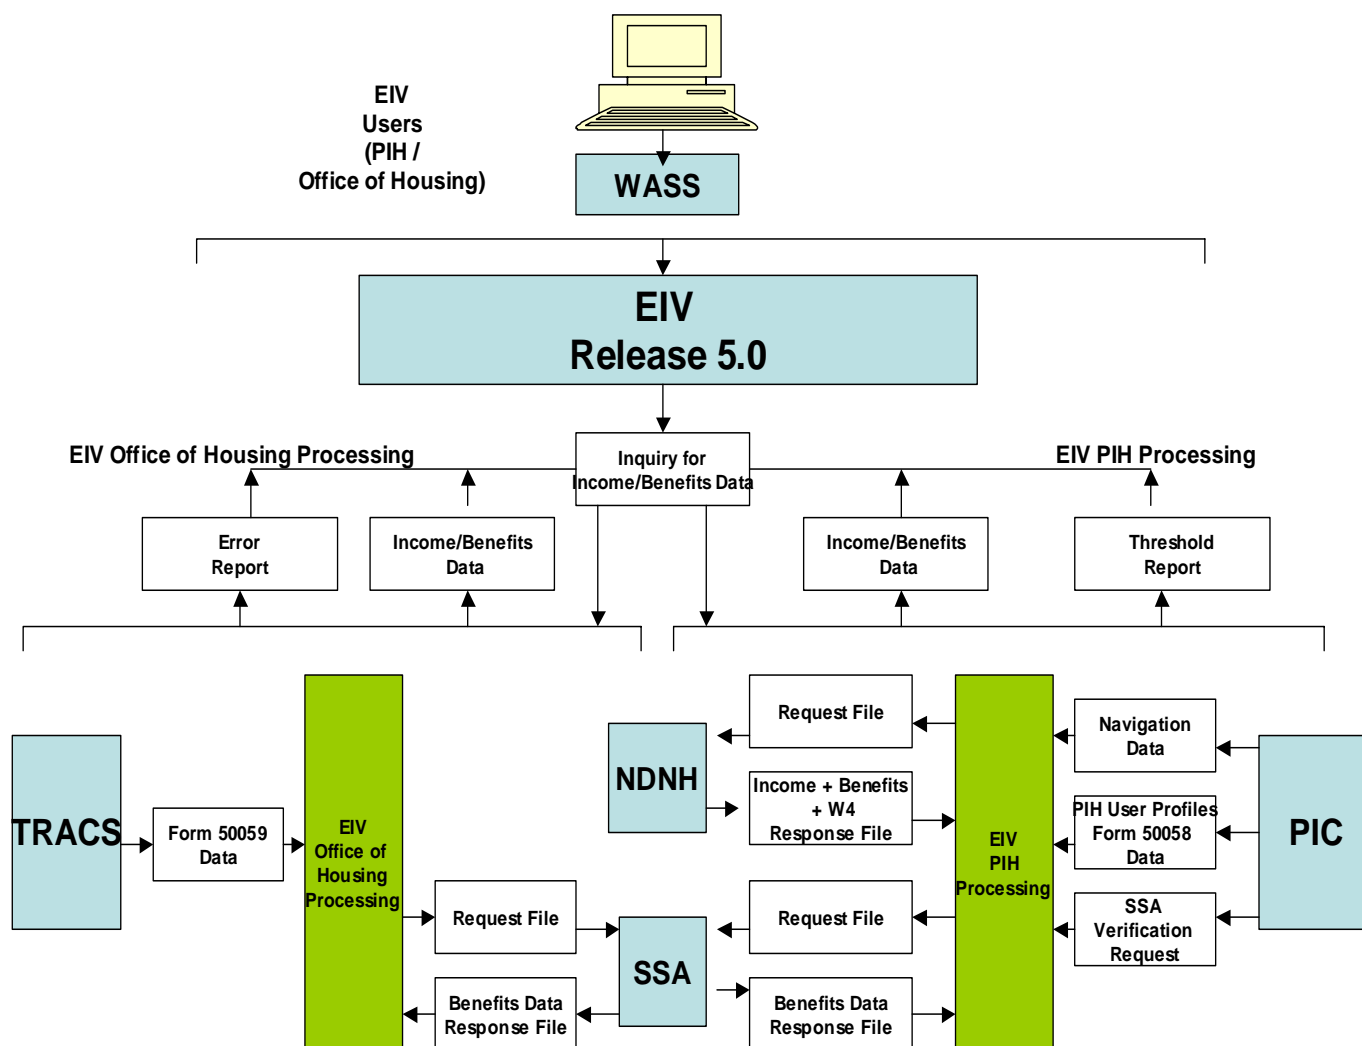 EIV
Users
(PIH /
Office of Housing)
WASS
EIV
Release 5.0
EIV Office of Housing Processing
Inquiry for
Income/Benefits Data
EIV PIH Processing
Error
Report
Income/Benefits
Data
Income/Benefits
Data
Threshold
Report
TRACS
Form 50059
Data
EIV
Office of
Housing
Processing
Request File
Benefits Data
Response File
SSA
NDNH
Request File
Income + Benefits
+ W4
Response File
Request File
Benefits Data
Response File
EIV
PIH
Processing
Navigation
Data
PIH User Profiles
Form 50058
Data
SSA
Verification
Request
PIC